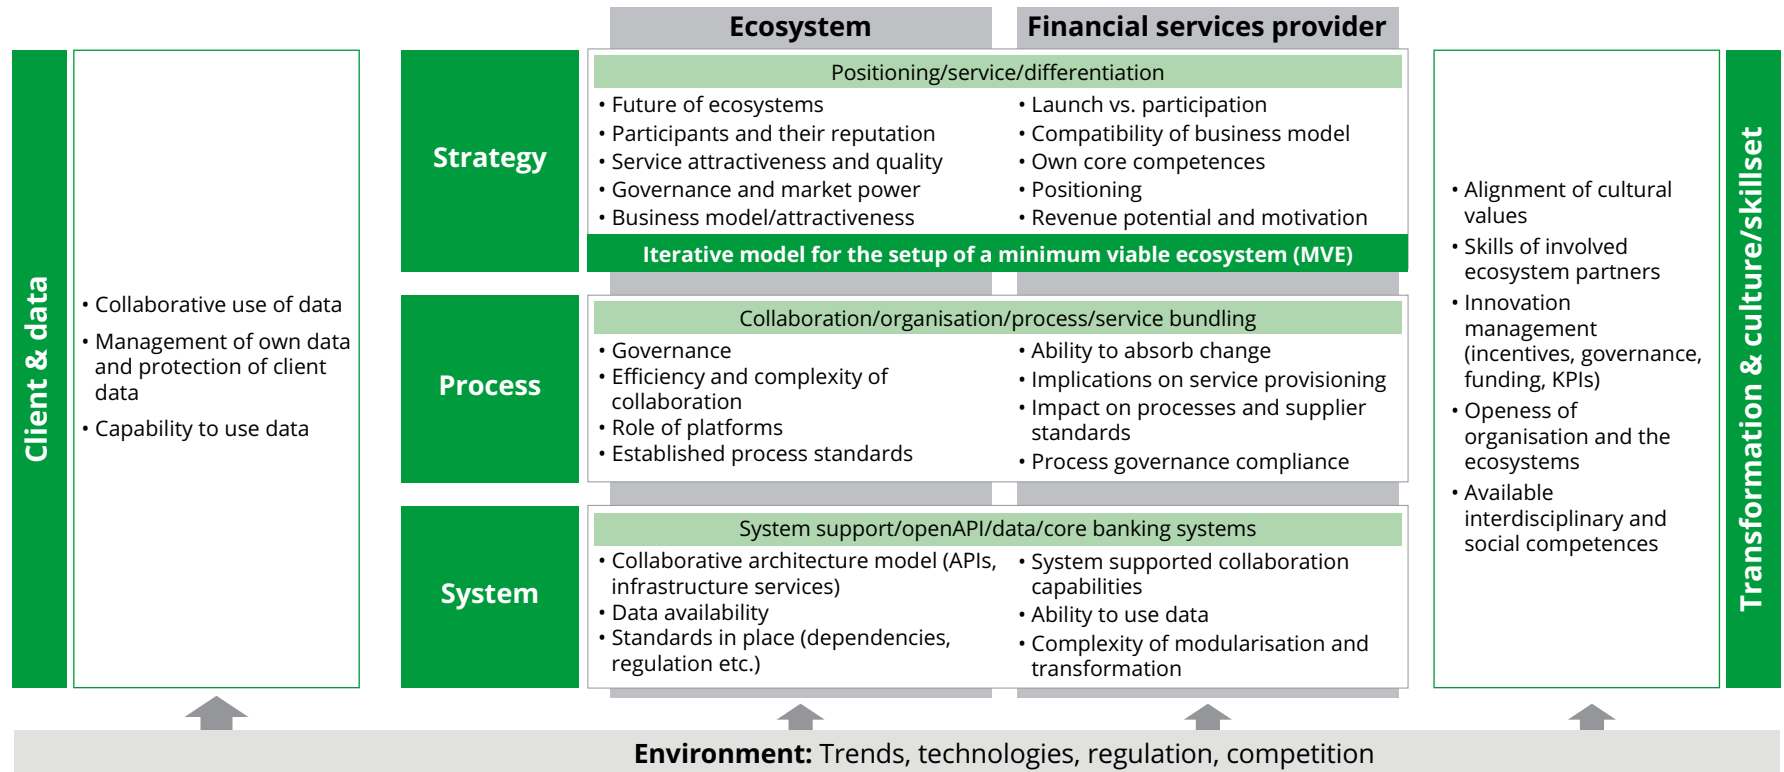 Ecosystem
Financial services provider
Client & data
• Collaborative use of data
• Management of own data
and protection of client
data
• Capability to use data
Strategy
Positioning/service/differentiation
• Future of ecosystems
• Participants and their reputation
• Service attractiveness and quality
• Governance and market power
• Business model/attractiveness
• Launch vs. participation
• Compatibility of business model
• Own core competences
• Positioning
• Revenue potential and motivation
Iterative model for the setup of a minimum viable ecosystem (MVE)
Process
Collaboration/organisation/process/service bundling
• Governance
• Efficiency and complexity of
collaboration
• Role of platforms
• Established process standards
• Ability to absorb change
• Implications on service provisioning
• Impact on processes and supplier
standards
• Process governance compliance
System
System support/openAPI/data/core banking systems
• Collaborative architecture model (APIs,
infrastructure services)
• Data availability
• Standards in place (dependencies,
regulation etc.)
• System supported collaboration
capabilities
• Ability to use data
• Complexity of modularisation and
transformation
• Alignment of cultural
values
• Skills of involved
ecosystem partners
• Innovation
management
(incentives, governance,
funding, KPIs)
• Openess of
organisation and the
ecosystems
• Available
interdisciplinary and
social competences
Transformation & culture/skillset
Environment: Trends, technologies, regulation, competition